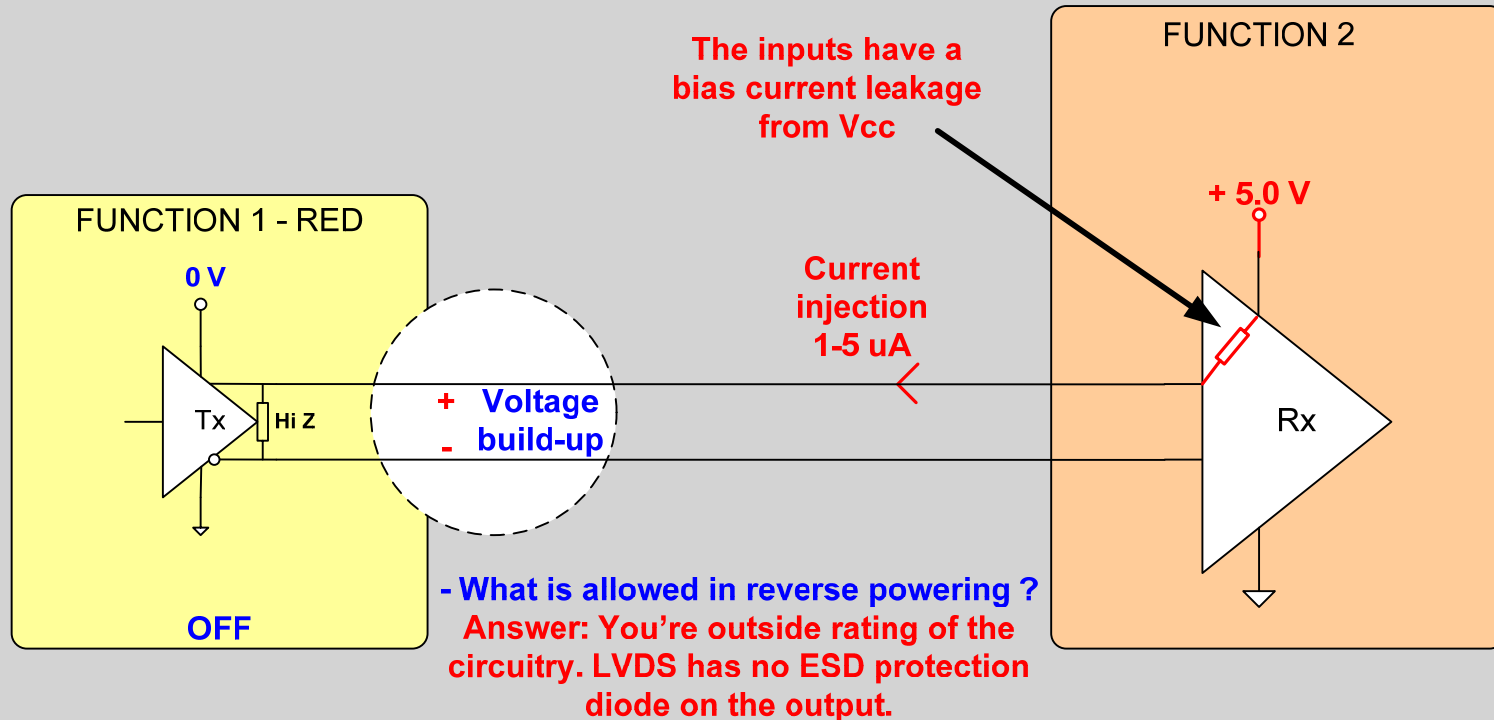 FUNCTION 2
The inputs have a
bias current leakage
from Vcc
+ 5.0 V
FUNCTION 1 - RED
0 V
Current
injection
1-5 uA
Tx
Hi Z
+
-
Voltage
build-up
Rx
- What is allowed in reverse powering ?
Answer: You're outside rating of the
circuitry. LVDS has no ESD protection
diode on the output.
OFF